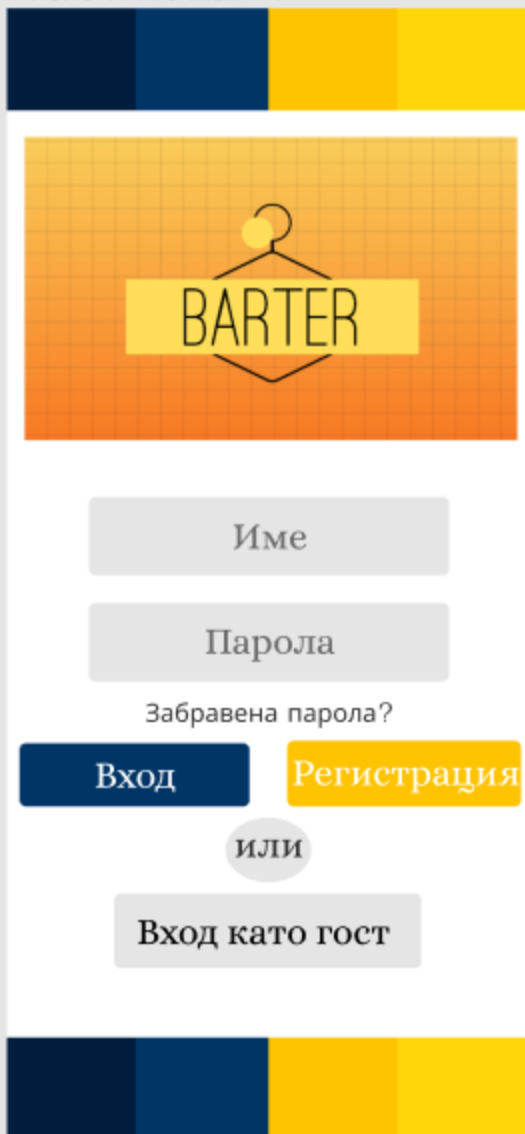 BARTER
Име
Парола
Забравена парола?
Вход
Регистрация
или
Вход като гост